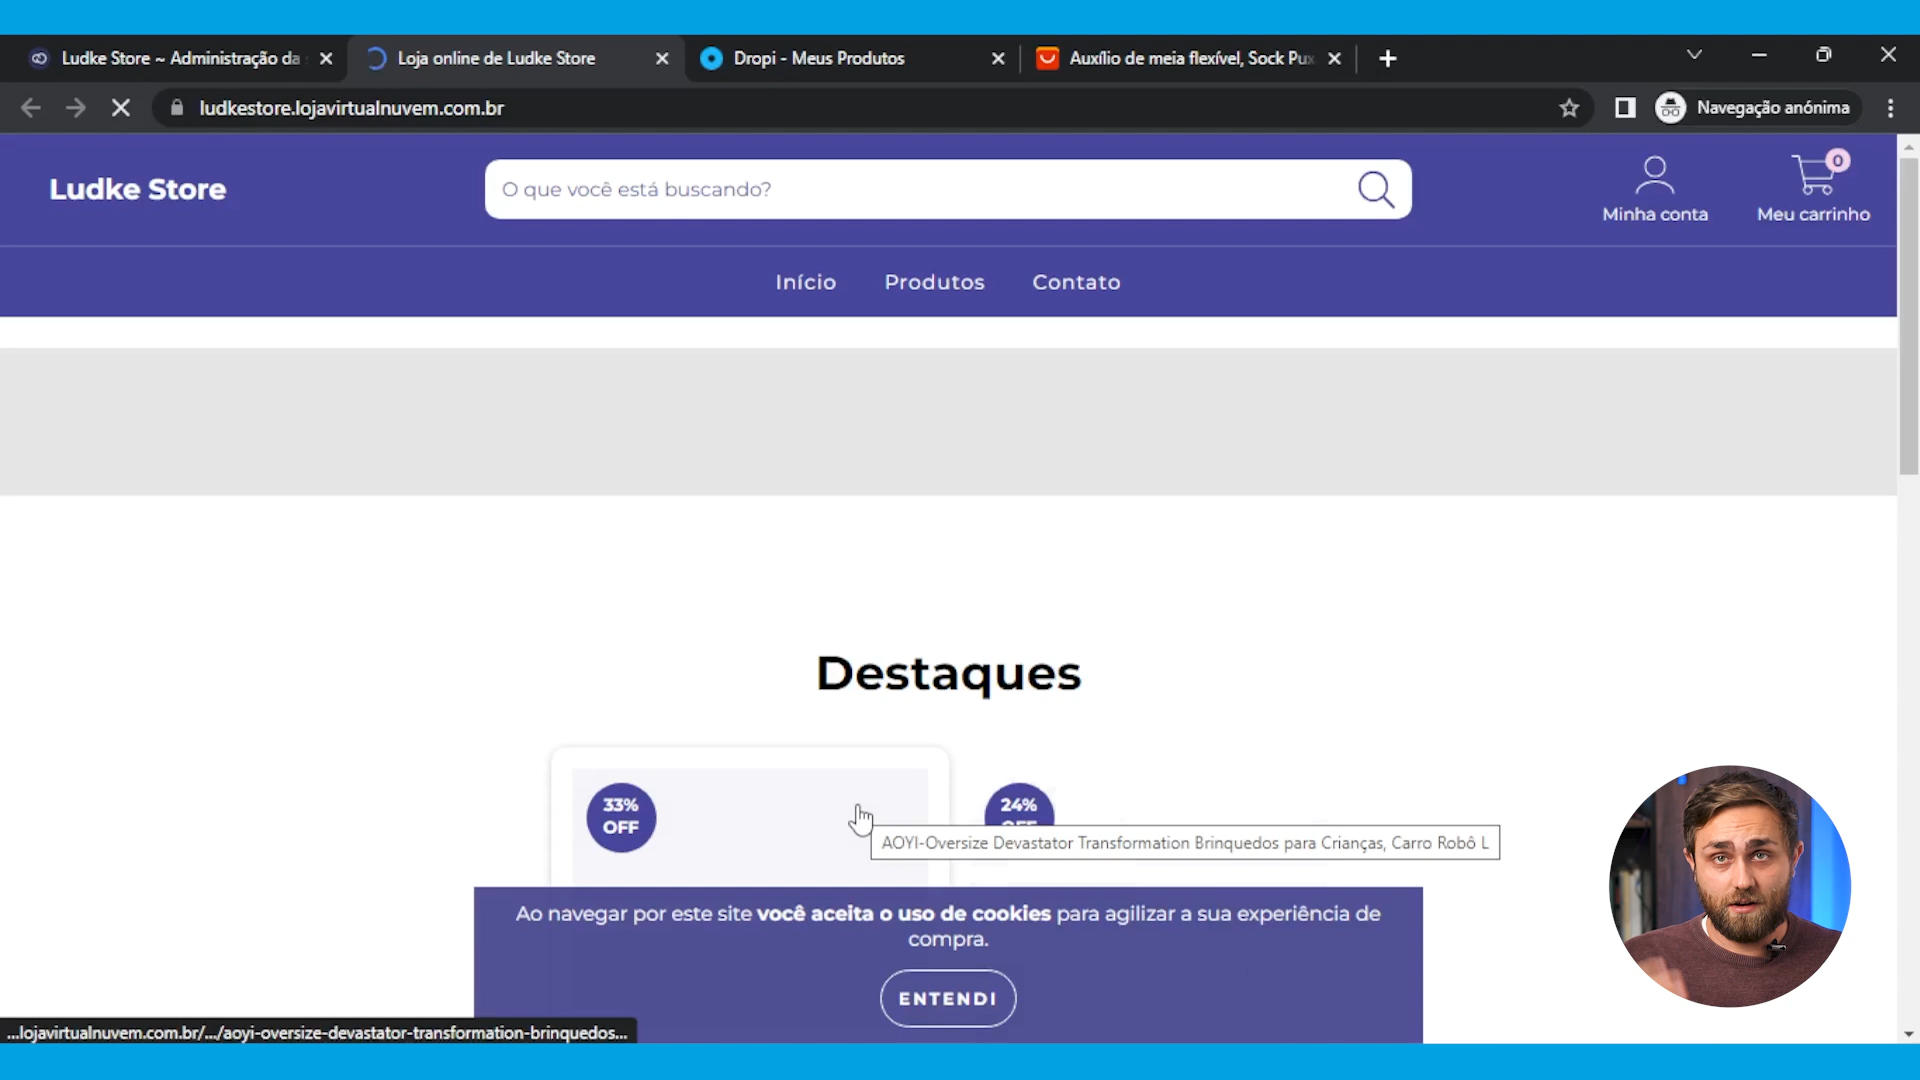 Ludke Store ~ Administração da
Loja online de Ludke Store
Dropi - Meus Produtos
Auxílio de meia flexível, Sock Pux
ludkestore.lojavirtualnuvem.com.br
Navegação anónima
Ludke Store
O que você está buscando?
Minha conta
0
Meu carrinho
Início
Produtos
Contato
Destaques
33%
OFF
24%
OFF
AOYI-Oversize Devastator Transformation Brinquedos para Crianças, Carro Robô L
Ao navegar por este site você aceita o uso de cookies para agilizar a sua experiência de
compra.
ENTENDI
...lojavirtualnuvem.com.br/.../aoyi-oversize-devastator-transformation-brinquedos...